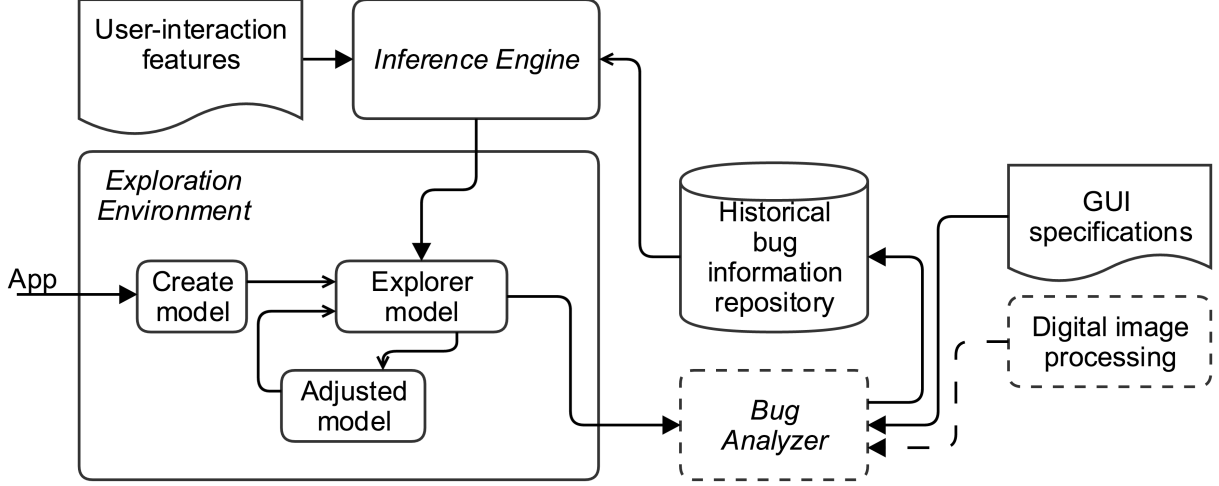 User-interaction
features
Inference Engine
Exploration
Environment
App
Create
model
Explorer
model
Adjusted
model
Historical
bug
information
repository
Bug
Analyzer
GUI
specifications
Digital image
processing